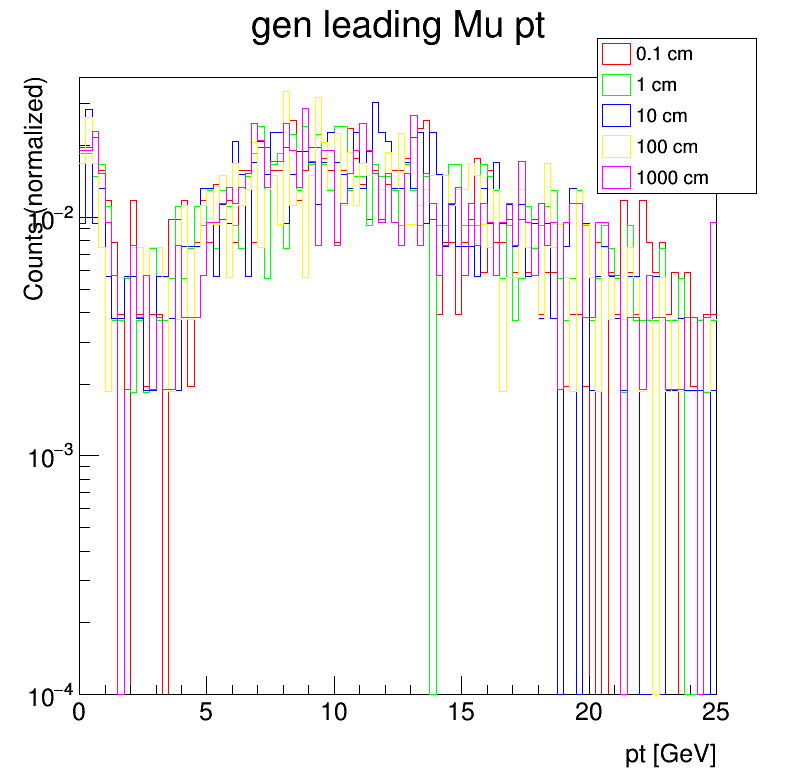 gen leading Mu pt
0.1 cm
1 cm
10 cm
100 cm
1000 cm
Counts (normalized)
10⁻²
10⁻³
10⁻⁴
0 5 10 15 20 25
pt [GeV]